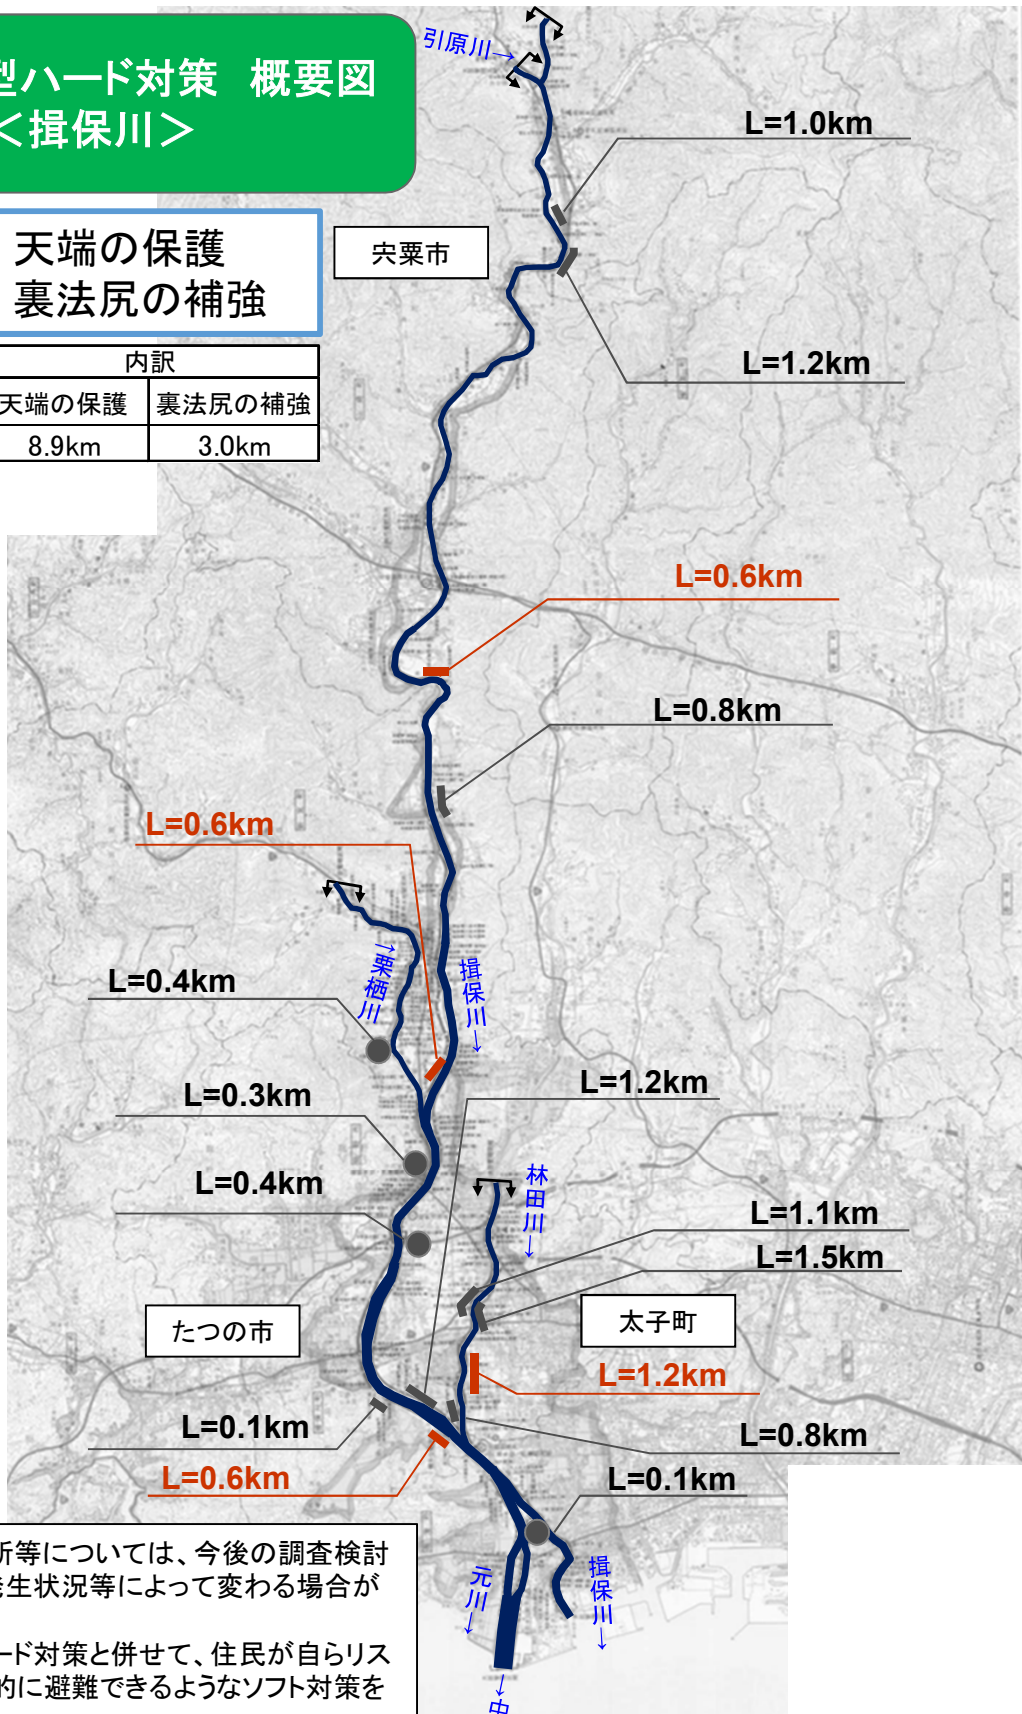 型ハード対策 概要図
＜揖保川＞
天端の保護
裏法尻の補強
内訳
天端の保護 裏法尻の補強
8.9km 3.0km
引原川→
宍粟市
L=1.0km
L=1.2km
L=0.6km
L=0.8km
L=0.6km
→栗栖川
揖保川→
L=0.4km
L=0.3km
L=1.2km
L=0.4km
林田川→
L=1.1km
L=1.5km
たつの市
太子町
L=1.2km
L=0.1km
L=0.8km
L=0.6km
L=0.1km
元川→
揖保川→
→中
所等については、今後の調査検討
発生状況等によって変わる場合が
ード対策と併せて、住民が自らリス
的に避難できるようなソフト対策を